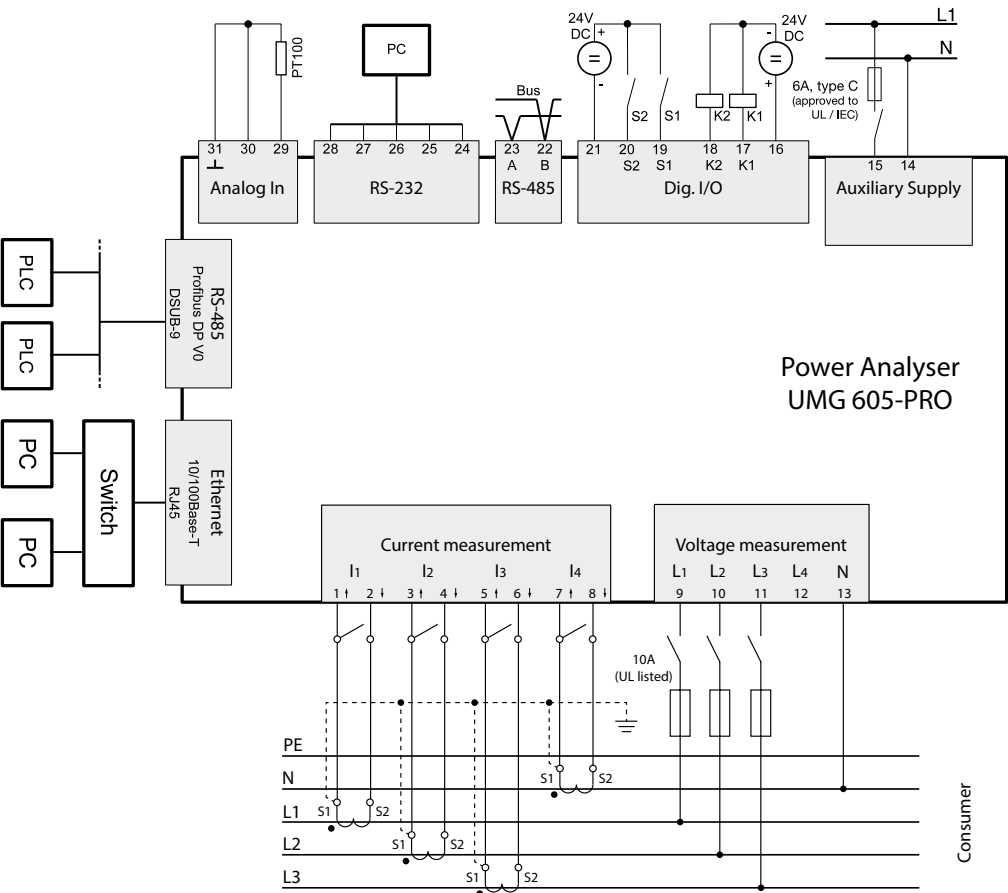 24V
DC
+
-
S2
S1
24V
DC
-
+
K2
K1
L1
N
6A, type C
(approved to
UL / IEC)
PT100
PC
Bus
31 30 29
28 27 26 25 24
23 22
A B
21 20 19 18 17 16
S2 S1 K2 K1
15 14
Analog In
RS-232
RS-485
Dig. I/O
Auxiliary Supply
PLC
PLC
RS-485
Profibus DP V0
DSUB-9
Power Analyser
UMG 605-PRO
PC
PC
Switch
Ethernet
10/100Base-T
RJ45
Current measurement
I1 I2 I3 I4
1 2 3 4 5 6 7 8
Voltage measurement
L1 L2 L3 L4 N
9 10 11 12 13
10A
(UL listed)
PE
N
S1 S2
L1
S1 S2
L2
S1 S2
L3
S1 S2
Consumer